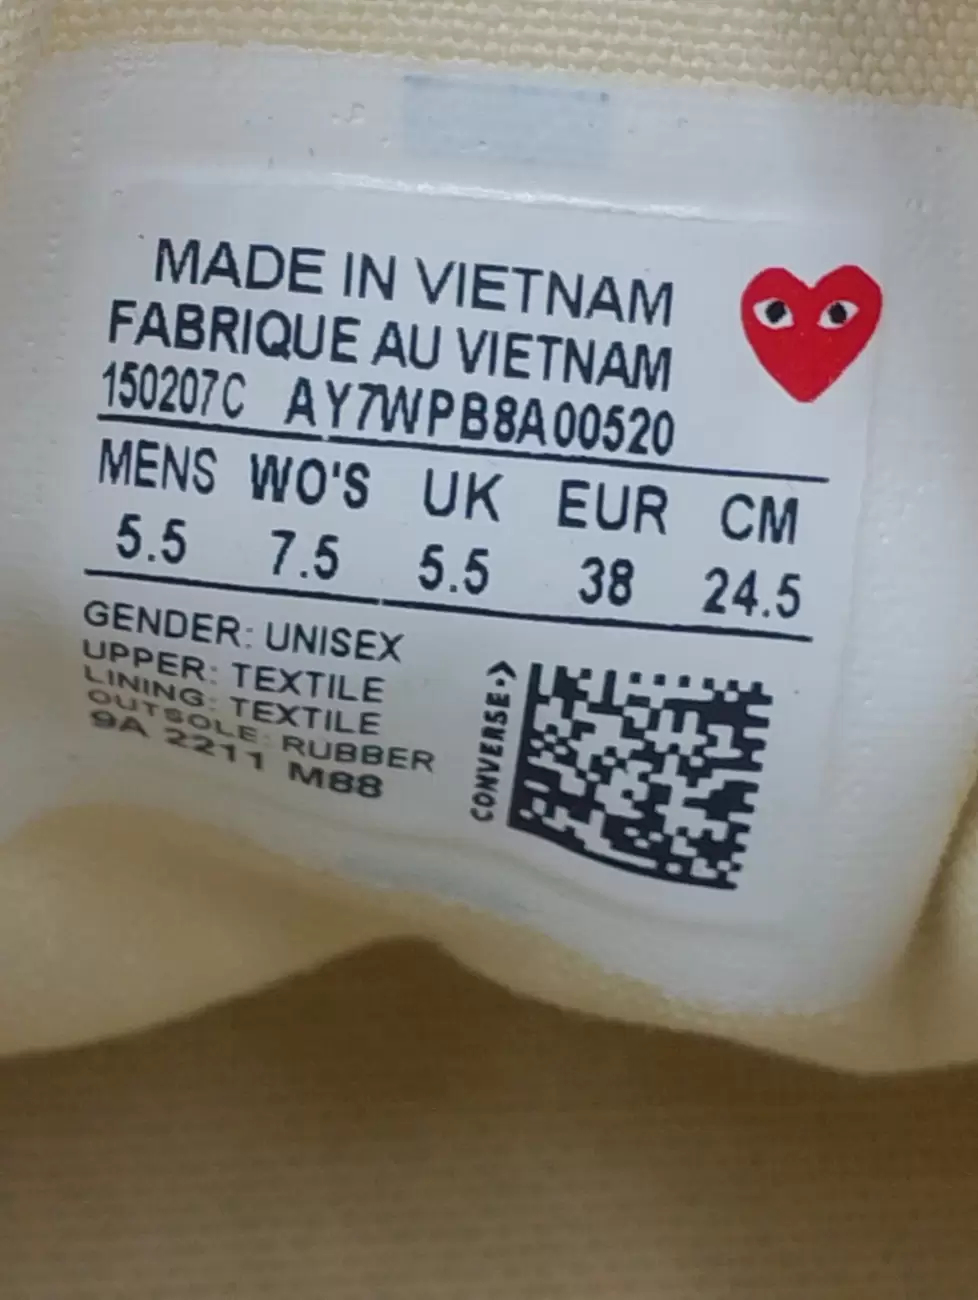 MADE IN VIETNAM
FABRIQUE AU VIETNAM
150207C AY7WPB8A00520
MENS WO'S UK EUR CM
5.5 7.5 5.5 38 24.5
GENDER: UNISEX
UPPER: TEXTILE
LINING: TEXTILE
OUTSOLE: RUBBER
9A 2211 M88
CONVERSE